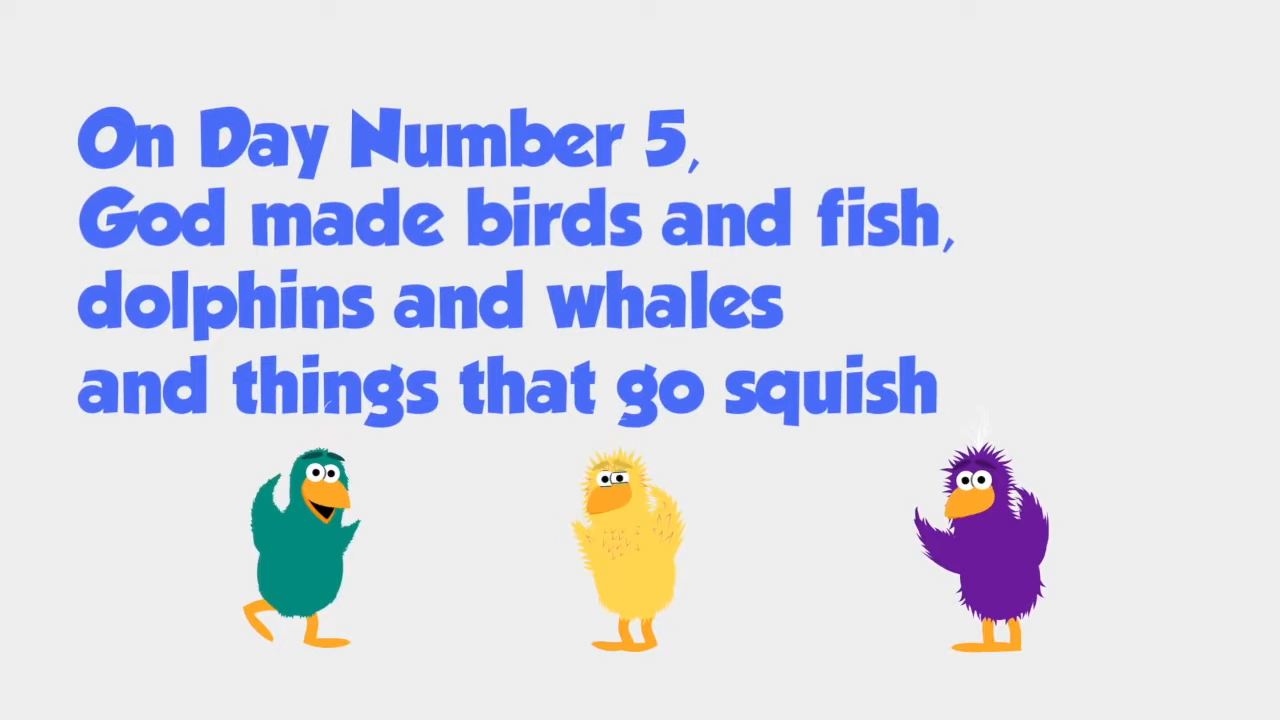 On Day Number 5,
God made birds and fish,
dolphins and whales
and things that go squish